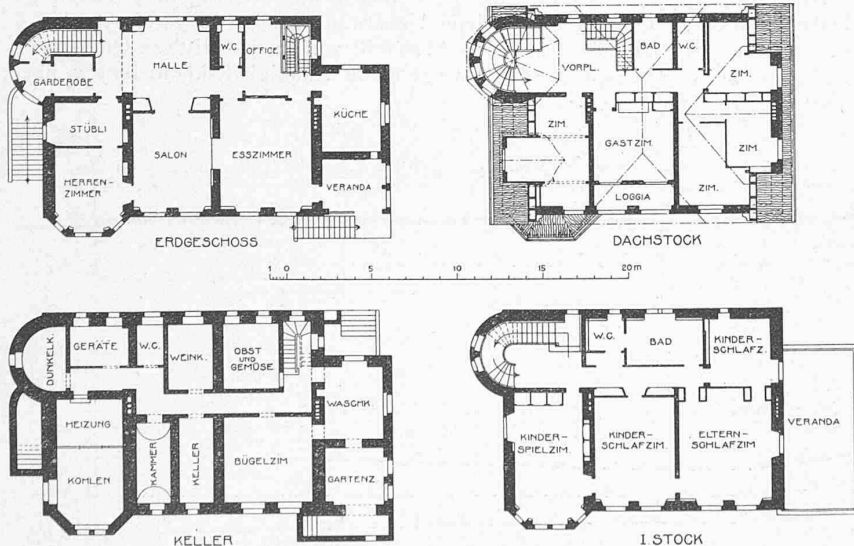 HALLE
W.C.
OFFICE
GARDEROBE
KÜCHE
STÜBLI
SALON
ESSZIMMER
HERREN-
ZIMMER
VERANDA
ERDGESCHOSS
VORPL.
BAD
W.C.
ZIM.
ZIM.
GASTZIM.
ZIM.
ZIM.
LOGGIA
DACHSTOCK
1 0 5 10 15 20 m
DUNKELK.
GERÄTE
W.C.
WEINK.
OBST
UND
GEMÜSE
WASCHK.
HEIZUNG
KAMMER
KELLER
BÜGELZIM
KOHLEN
GARTENZ.
KELLER
W.C.
BAD
KINDER-
SCHLAFZ.
VERANDA
KINDER-
SPIELZIM.
KINDER-
SCHLAFZIM.
ELTERN-
SCHLAFZIM
I. STOCK